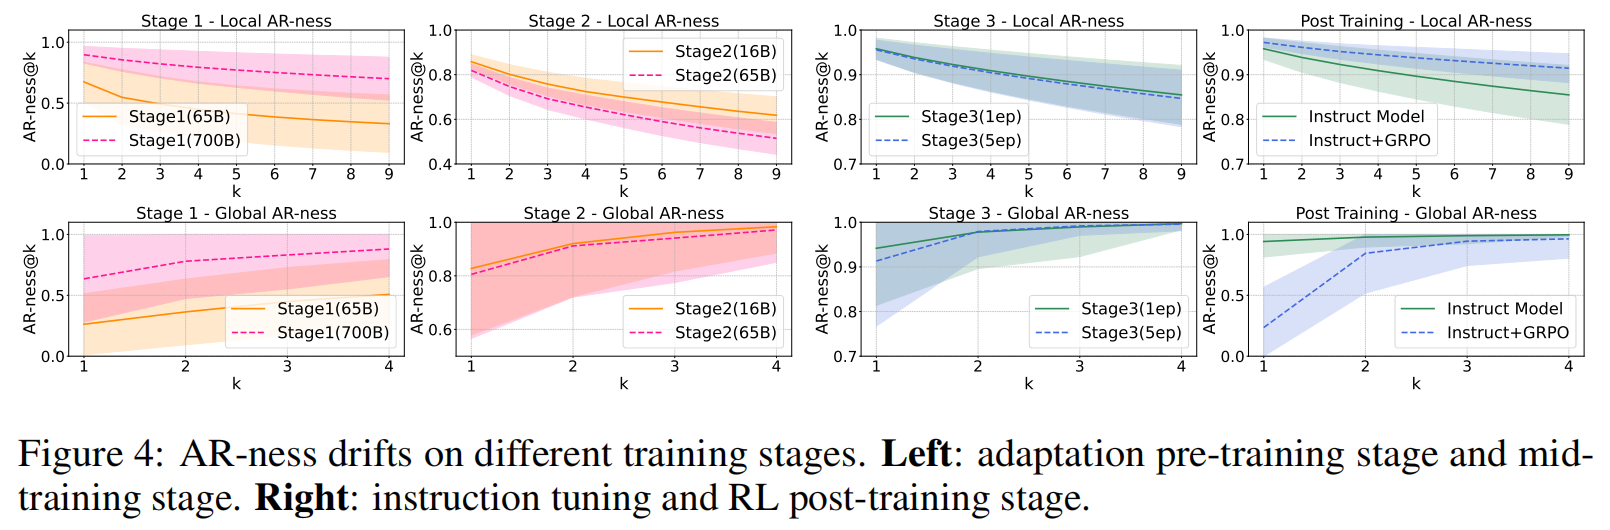 Stage 1 - Local AR-ness
AR-ness@k
1.0
0.5
0.0
Stage1(65B)
Stage1(700B)
1 2 3 4 5 6 7 8 9
k
Stage 2 - Local AR-ness
AR-ness@k
1.0
0.8
0.6
0.4
Stage2(16B)
Stage2(65B)
1 2 3 4 5 6 7 8 9
k
Stage 3 - Local AR-ness
AR-ness@k
1.0
0.9
0.8
0.7
Stage3(1ep)
Stage3(5ep)
1 2 3 4 5 6 7 8 9
k
Post Training - Local AR-ness
AR-ness@k
1.0
0.9
0.8
0.7
Instruct Model
Instruct+GRPO
1 2 3 4 5 6 7 8 9
k
Stage 1 - Global AR-ness
AR-ness@k
1.0
0.5
0.0
Stage1(65B)
Stage1(700B)
1 2 3 4
k
Stage 2 - Global AR-ness
AR-ness@k
1.0
0.8
0.6
Stage2(16B)
Stage2(65B)
1 2 3 4
k
Stage 3 - Global AR-ness
AR-ness@k
1.0
0.9
0.8
0.7
Stage3(1ep)
Stage3(5ep)
1 2 3 4
k
Post Training - Global AR-ness
AR-ness@k
1.0
0.5
0.0
Instruct Model
Instruct+GRPO
1 2 3 4
k
Figure 4: AR-ness drifts on different training stages. Left: adaptation pre-training stage and mid-
training stage. Right: instruction tuning and RL post-training stage.